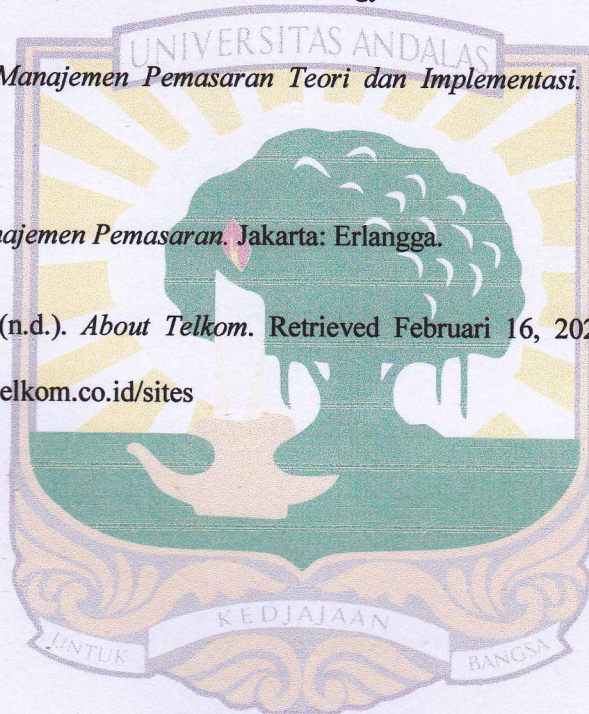 UNIVERSITAS ANDALAS
Manajemen Pemasaran Teori dan Implementasi.
najemen Pemasaran. Jakarta: Erlangga.
(n.d.). About Telkom. Retrieved Februari 16, 202
elkom.co.id/sites
KEDJAJAAN
UNTUK BANGSA